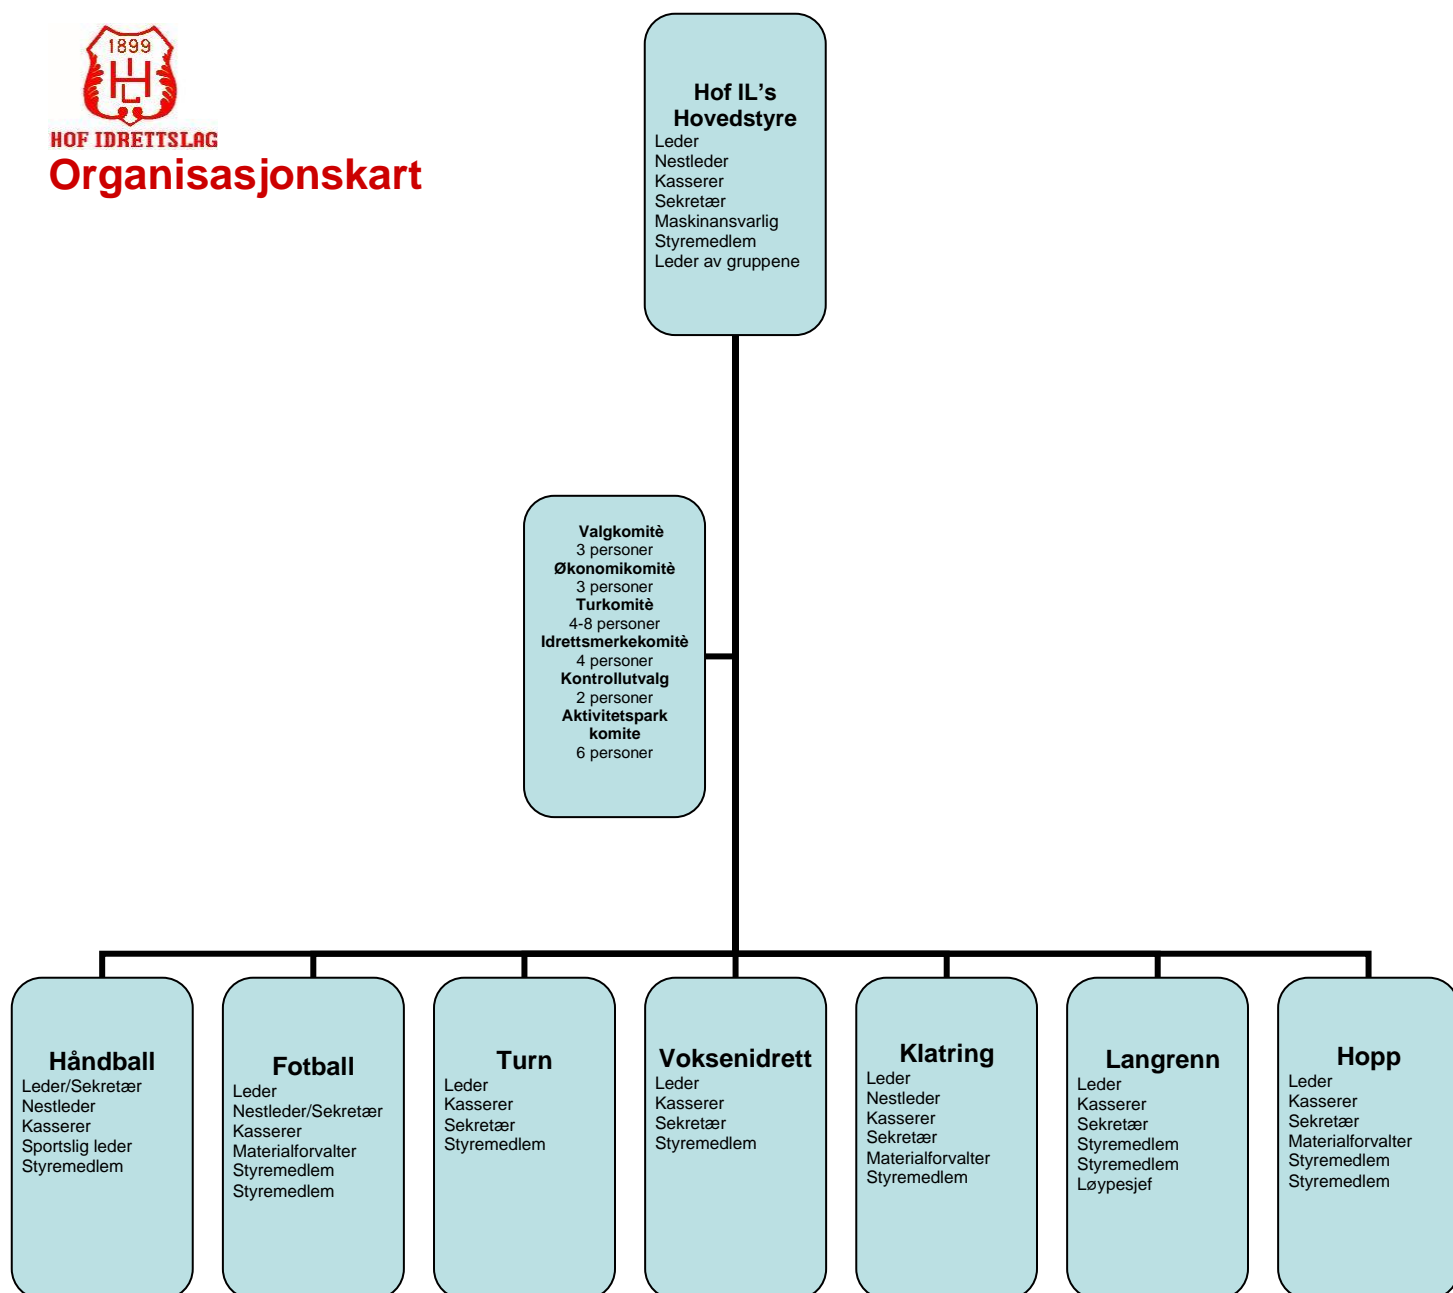 1899
HIL
HOF IDRETTSLAG
Organisasjonskart
Hof IL’s
Hovedstyre
Leder
Nestleder
Kasserer
Sekretær
Maskinansvarlig
Styremedlem
Leder av gruppene
Valgkomitè
3 personer
Økonomikomitè
3 personer
Turkomitè
4-8 personer
Idrettsmerkekomitè
4 personer
Kontrollutvalg
2 personer
Aktivitetspark
komite
6 personer
Håndball
Leder/Sekretær
Nestleder
Kasserer
Sportslig leder
Styremedlem
Fotball
Leder
Nestleder/Sekretær
Kasserer
Materialforvalter
Styremedlem
Styremedlem
Turn
Leder
Kasserer
Sekretær
Styremedlem
Voksenidrett
Leder
Kasserer
Sekretær
Styremedlem
Klatring
Leder
Nestleder
Kasserer
Sekretær
Materialforvalter
Styremedlem
Langrenn
Leder
Kasserer
Sekretær
Styremedlem
Styremedlem
Løypesjef
Hopp
Leder
Kasserer
Sekretær
Materialforvalter
Styremedlem
Styremedlem